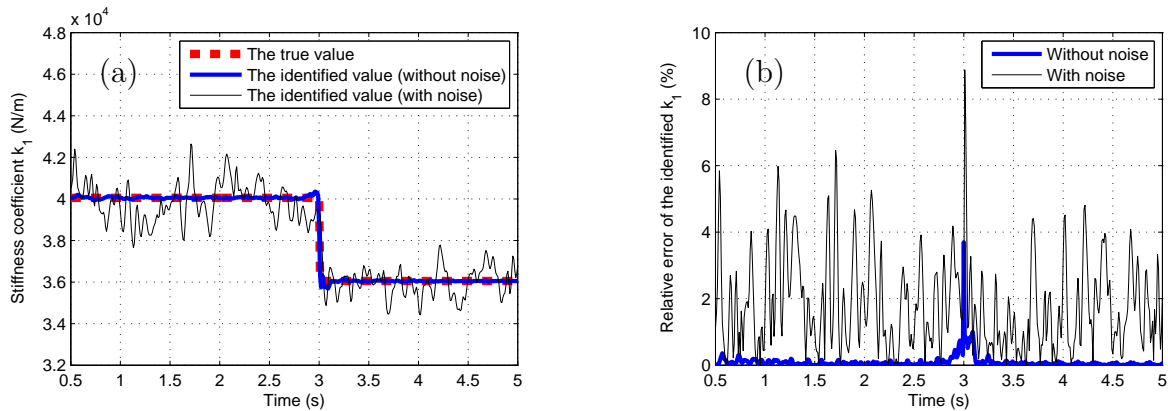 x 10^4
4.8
4.6
4.4
4.2
4.0
3.8
3.6
3.4
3.2
Stiffness coefficient k_1 (N/m)
(a)
The true value
The identified value (without noise)
The identified value (with noise)
0.5 1 1.5 2 2.5 3 3.5 4 4.5 5
Time (s)
10
8
6
4
2
0
Relative error of the identified k_1 (%)
(b)
Without noise
With noise
0.5 1 1.5 2 2.5 3 3.5 4 4.5 5
Time (s)